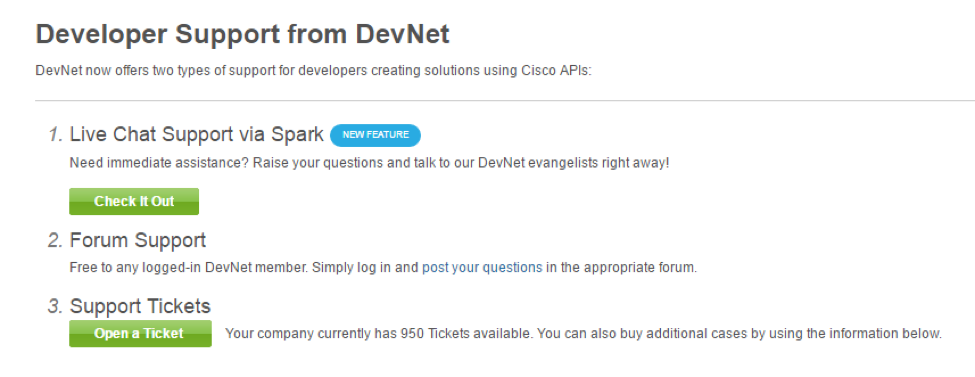 Developer Support from DevNet
DevNet now offers two types of support for developers creating solutions using Cisco APIs:
1. Live Chat Support via Spark NEW FEATURE
Need immediate assistance? Raise your questions and talk to our DevNet evangelists right away!
Check It Out
2. Forum Support
Free to any logged-in DevNet member. Simply log in and post your questions in the appropriate forum.
3. Support Tickets
Open a Ticket Your company currently has 950 Tickets available. You can also buy additional cases by using the information below.